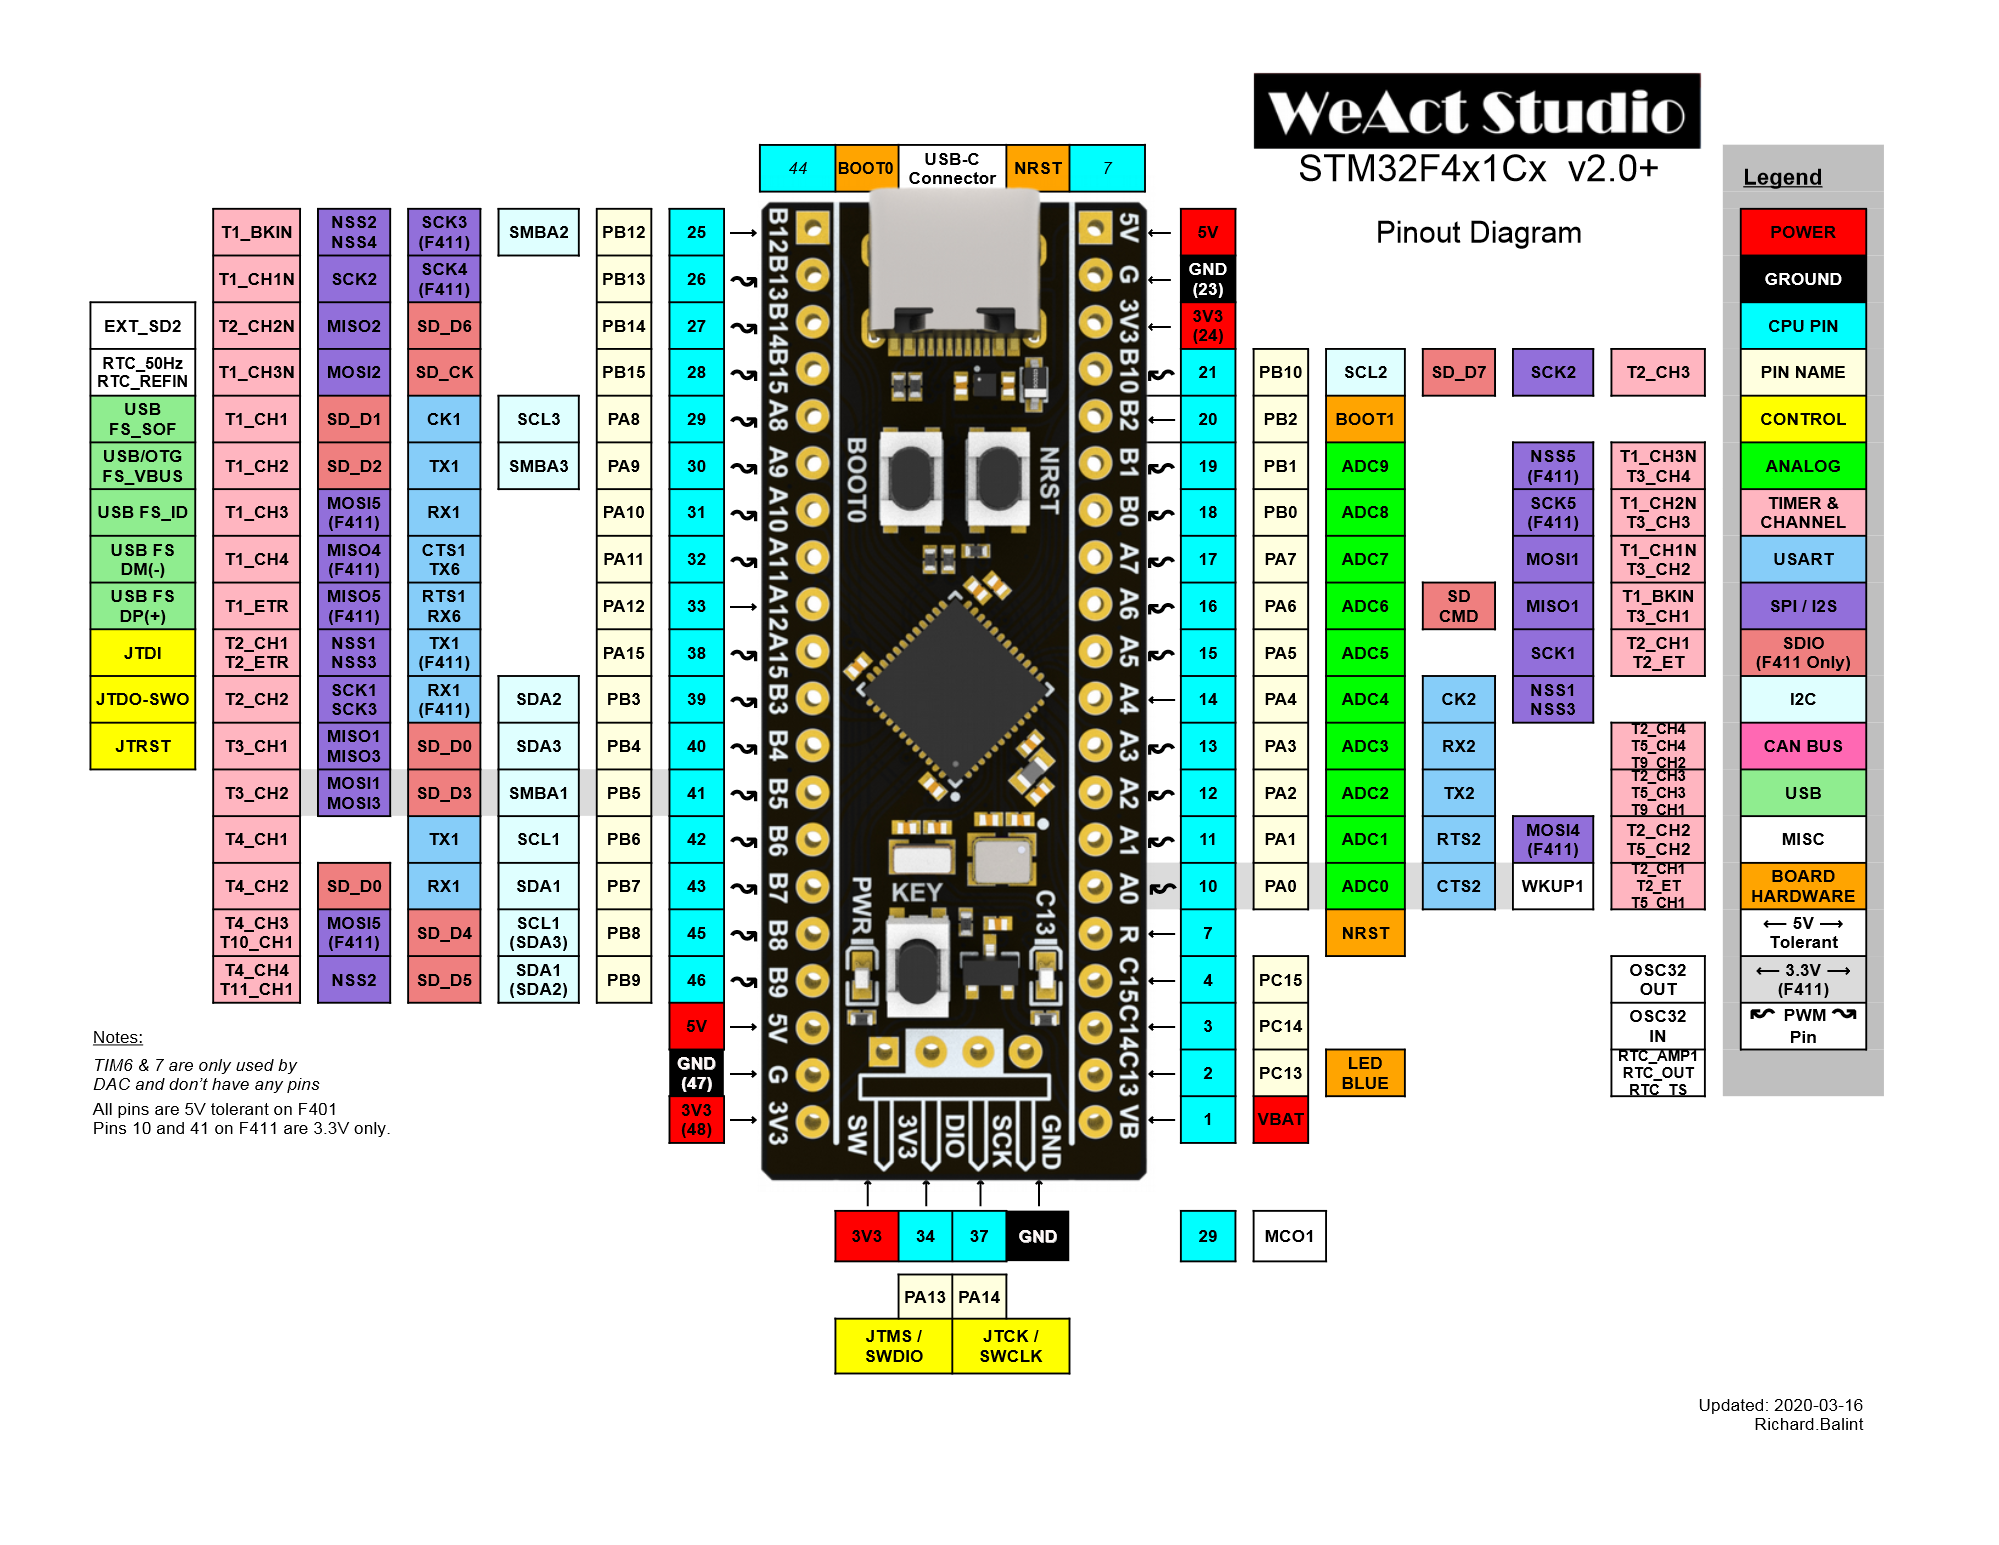 WeAct Studio
STM32F4x1Cx v2.0+
Pinout Diagram
44 BOOT0 USB-C NRST 7
Connector
Legend
POWER
GROUND
CPU PIN
PIN NAME
CONTROL
ANALOG
TIMER &
CHANNEL
USART
SPI / I2S
SDIO
(F411 Only)
I2C
CAN BUS
USB
MISC
BOARD
HARDWARE
← 5V →
Tolerant
← 3.3V →
(F411)
PWM
Pin
T1_BKIN NSS2 NSS4 SCK3 (F411) SMBA2 PB12 25
T1_CH1N SCK2 SCK4 (F411) PB13 26
EXT_SD2 T2_CH2N MISO2 SD_D6 PB14 27
RTC_50Hz RTC_REFIN T1_CH3N MOSI2 SD_CK PB15 28
USB FS_SOF T1_CH1 SD_D1 CK1 SCL3 PA8 29
USB/OTG FS_VBUS T1_CH2 SD_D2 TX1 SMBA3 PA9 30
USB FS_ID T1_CH3 MOSI5 (F411) RX1 PA10 31
USB FS DM(-) T1_CH4 MISO4 (F411) CTS1 TX6 PA11 32
USB FS DP(+) T1_ETR MISO5 (F411) RTS1 RX6 PA12 33
JTDI T2_CH1 T2_ETR NSS1 NSS3 TX1 (F411) PA15 38
JTDO-SWO T2_CH2 SCK1 SCK3 RX1 (F411) SDA2 PB3 39
JTRST T3_CH1 MISO1 MISO3 SD_D0 SDA3 PB4 40
T3_CH2 MOSI1 MOSI3 SD_D3 SMBA1 PB5 41
T4_CH1 TX1 SCL1 PB6 42
T4_CH2 SD_D0 RX1 SDA1 PB7 43
T4_CH3 T10_CH1 MOSI5 (F411) SD_D4 SCL1 (SDA3) PB8 45
T4_CH4 T11_CH1 NSS2 SD_D5 SDA1 (SDA2) PB9 46
5V
GND (47)
3V3 (48)
B12 B13 B14 B15 A8 A9 A10 A11 A12 A15 B3 B4 B5 B6 B7 B8 B9 5V G 3V3
BOOT0
NRST
KEY
PWR
C13
SW 3V3 DIO SCK GND
5V G 3V3 B10 B2 B1 B0 A7 A6 A5 A4 A3 A2 A1 A0 R C15 C14 C13 VB
5V
GND (23)
3V3 (24)
21 PB10 SCL2 SD_D7 SCK2 T2_CH3
20 PB2 BOOT1
19 PB1 ADC9 NSS5 (F411) T1_CH3N T3_CH4
18 PB0 ADC8 SCK5 (F411) T1_CH2N T3_CH3
17 PA7 ADC7 MOSI1 T1_CH1N T3_CH2
16 PA6 ADC6 SD CMD MISO1 T1_BKIN T3_CH1
15 PA5 ADC5 SCK1 T2_CH1 T2_ET
14 PA4 ADC4 CK2 NSS1 NSS3
13 PA3 ADC3 RX2 T2_CH4 T5_CH4 T9_CH2
12 PA2 ADC2 TX2 T2_CH3 T5_CH3 T9_CH1
11 PA1 ADC1 RTS2 MOSI4 (F411) T2_CH2 T5_CH2
10 PA0 ADC0 CTS2 WKUP1 T2_CH1 T2_ET T5_CH1
7 NRST
4 PC15 OSC32 OUT
3 PC14 OSC32 IN
2 PC13 LED BLUE RTC_AMP1 RTC_OUT RTC_TS
1 VBAT
Notes:
TIM6 & 7 are only used by
DAC and don't have any pins
All pins are 5V tolerant on F401
Pins 10 and 41 on F411 are 3.3V only.
3V3 34 37 GND
29 MCO1
PA13 PA14
JTMS / JTCK /
SWDIO SWCLK
Updated: 2020-03-16
Richard.Balint